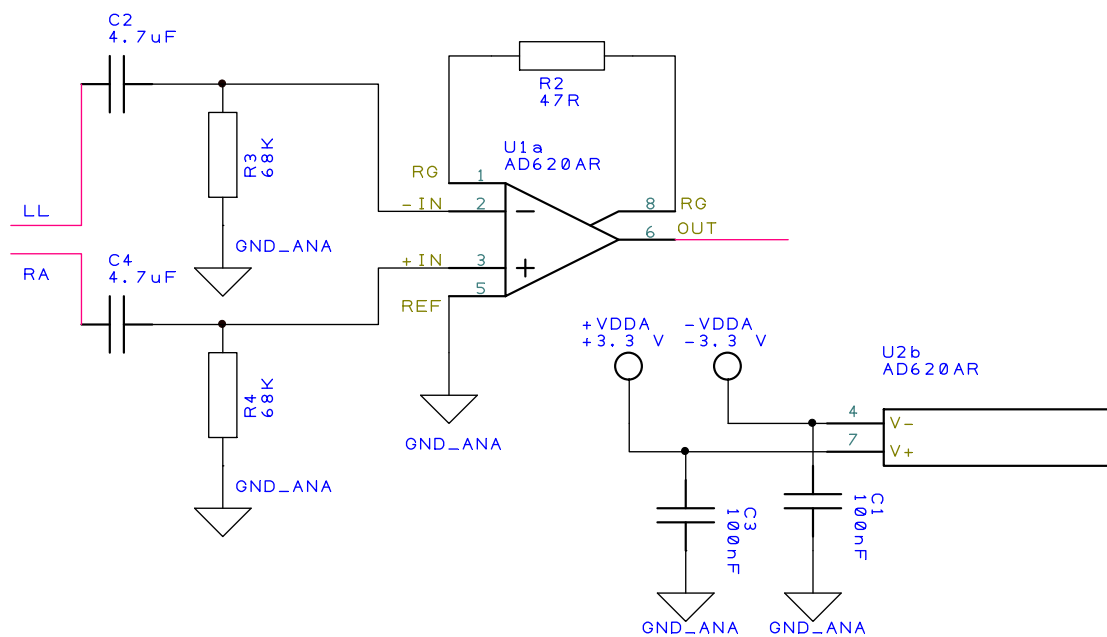 C2
4.7uF
R2
47R
R3
68K
U1a
AD620AR
RG
1
-IN
2
8
RG
LL
6
OUT
GND_ANA
+IN
3
RA
C4
4.7uF
REF
5
+VDDA
+3.3 V
-VDDA
-3.3 V
U2b
AD620AR
R4
68K
4
V-
GND_ANA
7
V+
GND_ANA
C3
100nF
C1
100nF
GND_ANA
GND_ANA